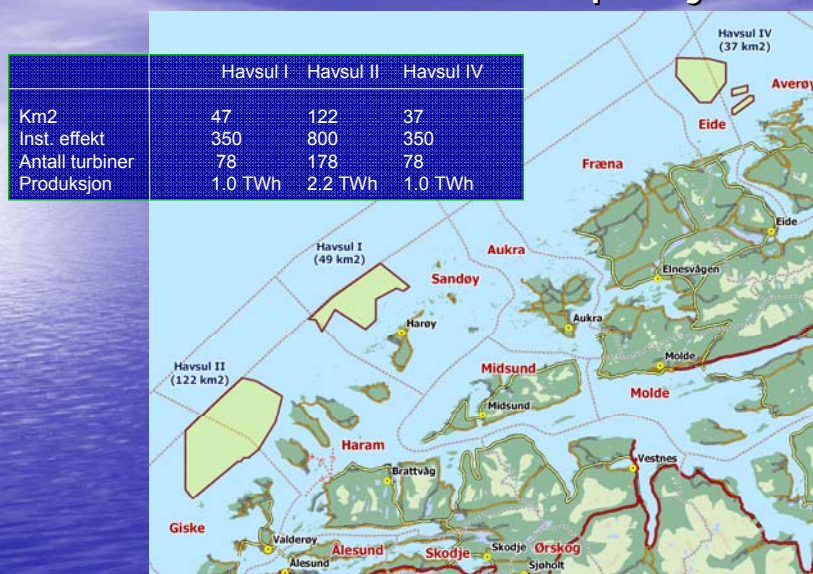 Havsul I Havsul II Havsul IV
Km2 47 122 37
Inst. effekt 350 800 350
Antall turbiner 78 178 78
Produksjon 1.0 TWh 2.2 TWh 1.0 TWh
Havsul IV
(37 km2)
Averøy
Eide
Fræna
Eide
Havsul I
(49 km2)
Aukra
Elnesvågen
Sandøy
Harøy
Aukra
Havsul II
(122 km2)
Midsund
Molde
Molde
Midsund
Haram
Vestnes
Brattvåg
Giske
Valderøy
Ålesund
Skodje
Skodje
Ørskog
Ålesund
Sjøholt